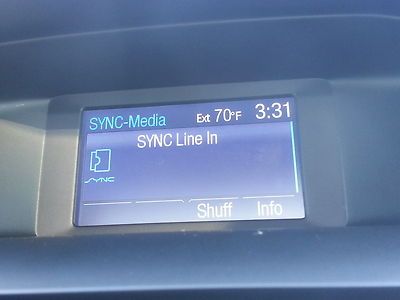 SYNC-Media Ext 70°F 3:31
SYNC Line In
SYNC
Shuff Info